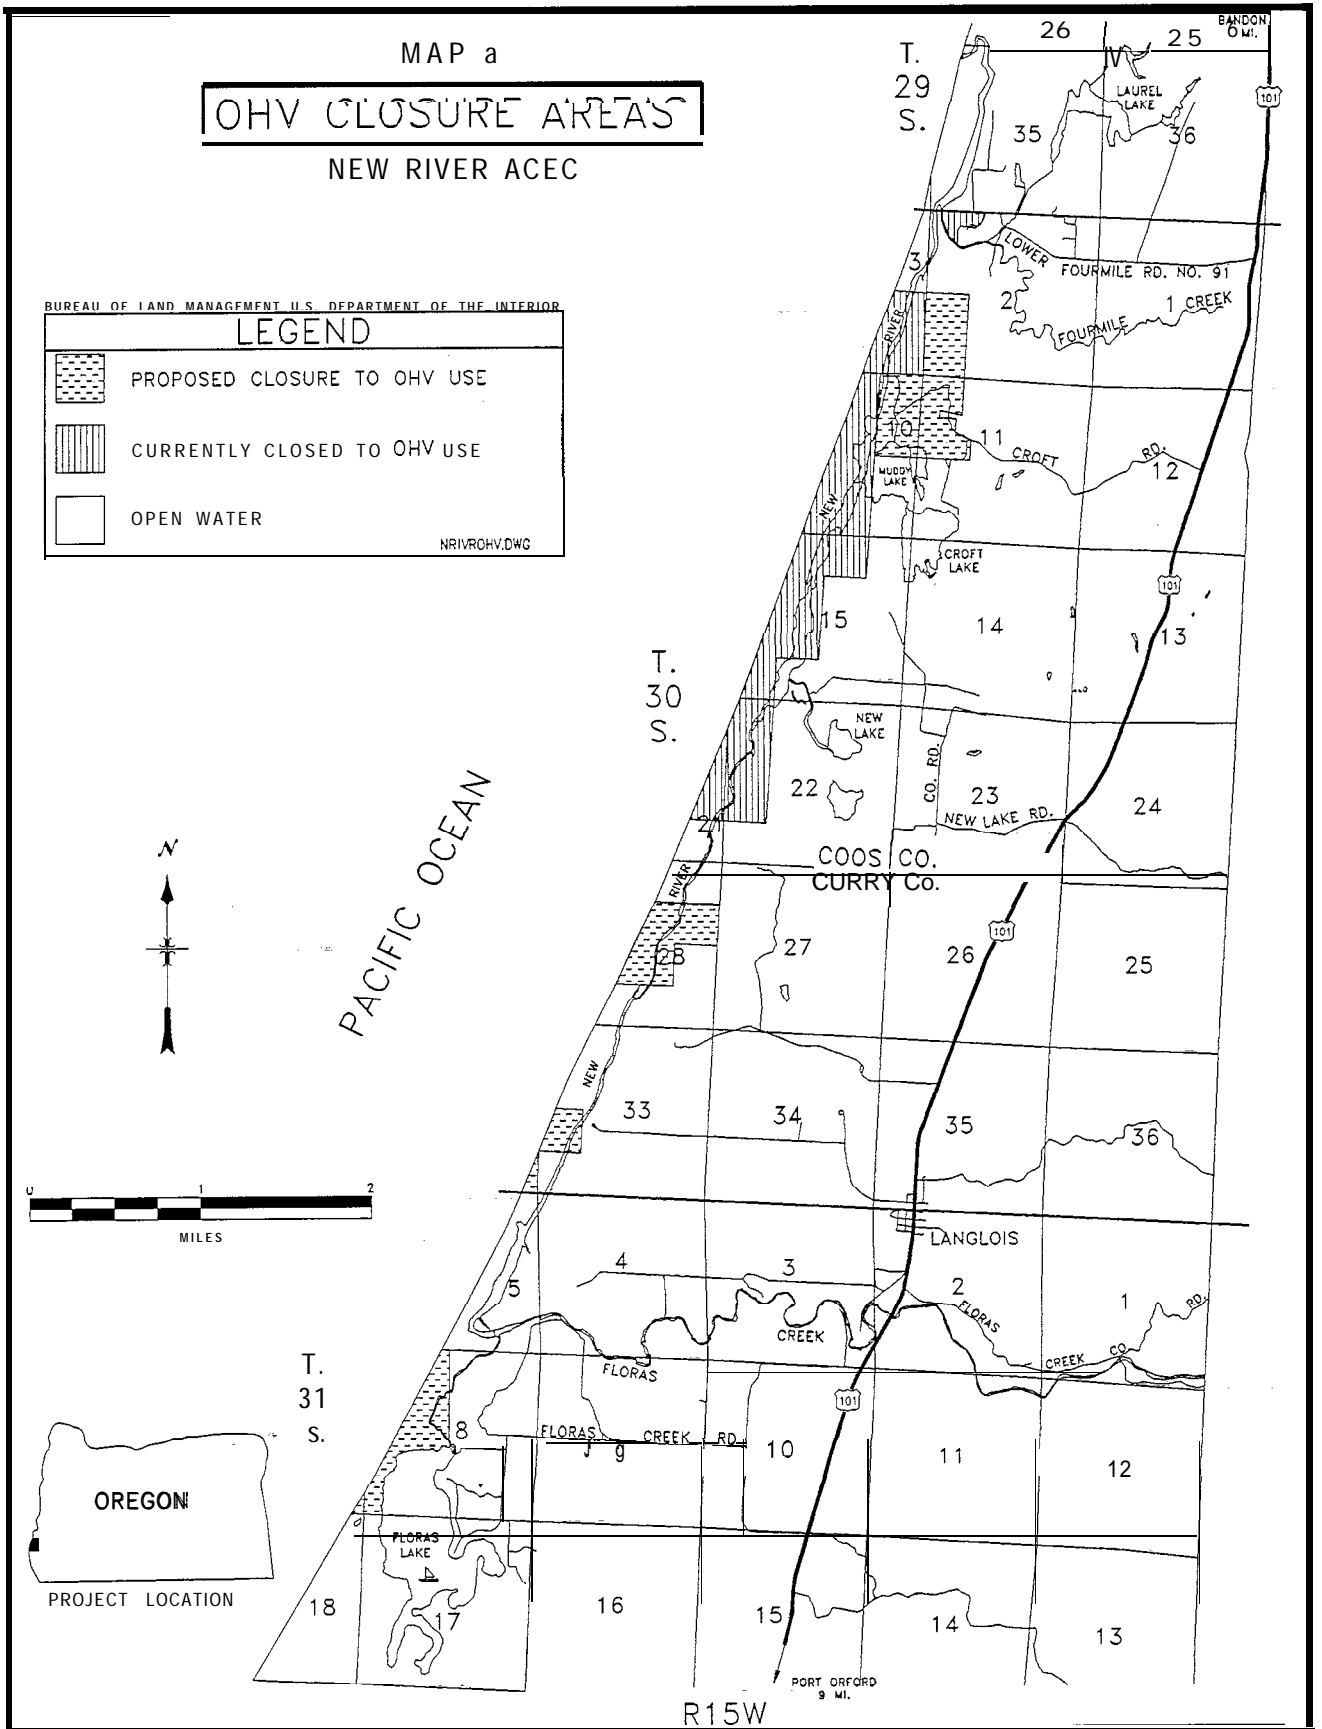 MAP a
OHV CLOSURE AREAS
NEW RIVER ACEC
BUREAU OF LAND MANAGEMENT U.S. DEPARTMENT OF THE INTERIOR
LEGEND
PROPOSED CLOSURE TO OHV USE
CURRENTLY CLOSED TO OHV USE
OPEN WATER
NRIVROHV.DWG
T.
29
S.
26
25
BANDON
6 MI.
LAUREL
LAKE
101
35
36
LOWER
FOURMILE RD. NO. 91
3
2
1
CREEK
FOURMILE
RIVER
10
11
CROFT
RD.
12
MUDDY
LAKE
NEW
CROFT
LAKE
101
15
14
13
T.
30
S.
NEW
LAKE
22
CO. RD.
23
24
NEW LAKE RD.
21
COOS CO.
CURRY Co.
RIVER
PACIFIC OCEAN
N
28
27
26
101
25
NEW
33
34
35
36
0
1
2
MILES
LANGLOIS
5
4
3
2
1
FLORAS
RD.
CREEK
CREEK
CO.
FLORAS
T.
31
S.
101
8
FLORAS
CREEK
RD.
J g
10
11
12
OREGON
PROJECT LOCATION
FLORAS
LAKE
18
17
16
15
14
13
PORT ORFORD
9 MI.
R15W